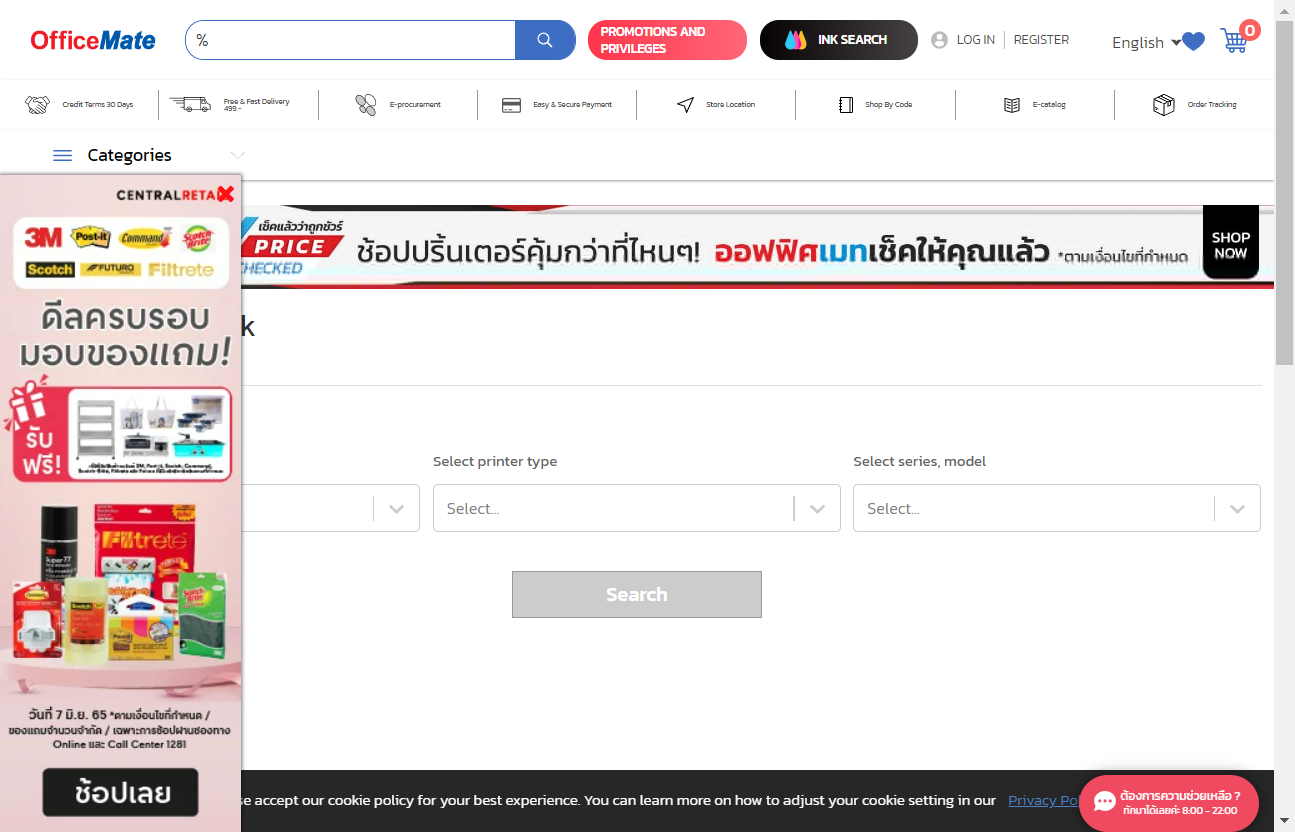 OfficeMate
%
PROMOTIONS AND
PRIVILEGES
INK SEARCH
LOG IN
REGISTER
English
0
Credit Terms 30 Days
Free & Fast Delivery
499.-
E-procurement
Easy & Secure Payment
Store Location
Shop By Code
E-catalog
Order Tracking
Categories
CENTRALRETA
3M Post-it Command Scotch-Brite
Scotch FUTURO Filtrete
ดีลครบรอบ
มอบของแถม!
รับ
ฟรี!
เช็คแล้วว่าถูกชัวร์
PRICE
CHECKED
ช้อปปริ้นเตอร์คุ้มกว่าที่ไหนๆ! ออฟฟิศเมทเช็คให้คุณแล้ว *ตามเงื่อนไขที่กำหนด
SHOP
NOW
k
Select printer type
Select series, model
Select...
Select...
Search
3M
Super 77
Filtrete
Command
Scotch
Post-it
Scotch-Brite
วันที่ 7 มิ.ย. 65 *ตามเงื่อนไขที่กำหนด /
ของแถมจำนวนจำกัด / เฉพาะการช้อปผ่านช่องทาง
Online และ Call Center 1281
ช้อปเลย
se accept our cookie policy for your best experience. You can learn more on how to adjust your cookie setting in our Privacy Po
ต้องการความช่วยเหลือ ?
ทักมาได้เลยค่ะ 8:00 - 22:00